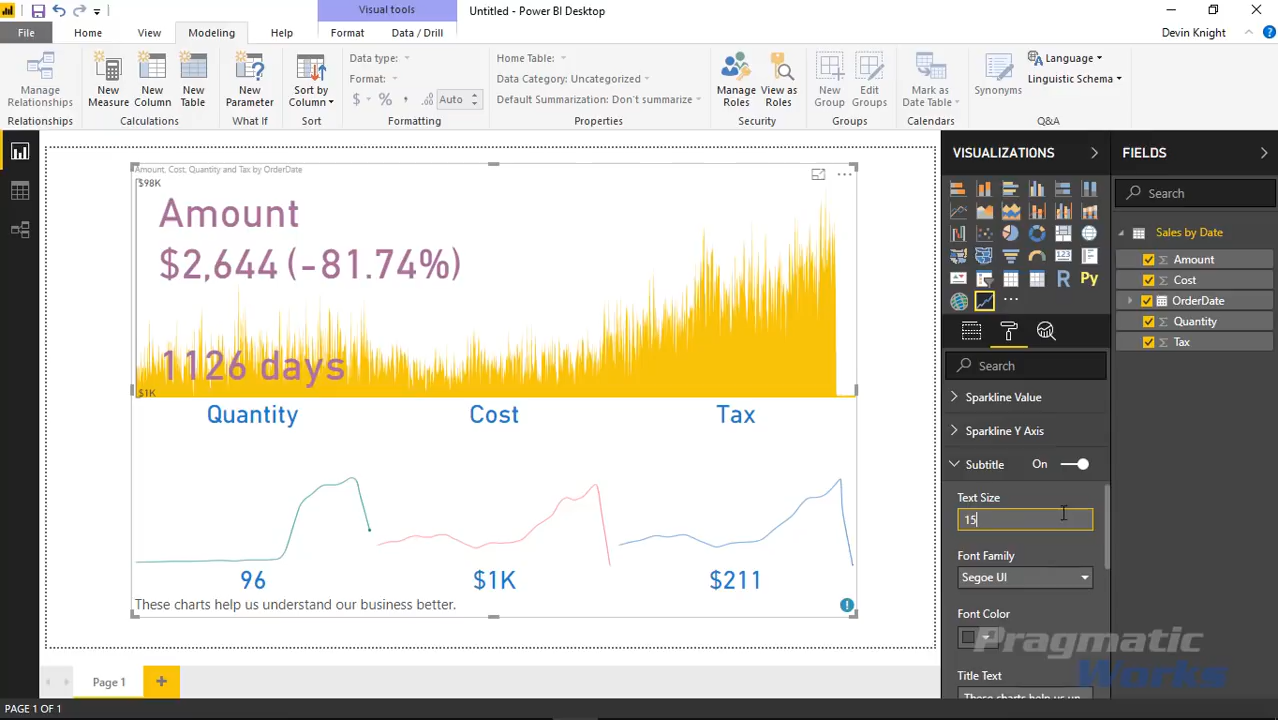 Visual tools
Untitled - Power BI Desktop
File Home View Modeling Help Format Data / Drill Devin Knight
Manage Relationships
New Measure
New Column
New Table
New Parameter
Sort by Column
Data type:
Format:
$ % , .00 Auto
Home Table:
Data Category: Uncategorized
Default Summarization: Don't summarize
Manage Roles
View as Roles
New Group
Edit Groups
Mark as Date Table
Synonyms
Language
Linguistic Schema
Relationships Calculations What If Sort Formatting Properties Security Groups Calendars Q&A
Amount, Cost, Quantity and Tax by OrderDate
$98K
Amount
$2,644 (-81.74%)
1126 days
$1K
Quantity Cost Tax
96 $1K $211
These charts help us understand our business better.
VISUALIZATIONS
R Py
Search
Sparkline Value
Sparkline Y Axis
Subtitle On
Text Size
15
Font Family
Segoe UI
Font Color
Title Text
These charts help us un
FIELDS
Search
Sales by Date
Amount
Cost
OrderDate
Quantity
Tax
Pragmatic
Works
Page 1
PAGE 1 OF 1